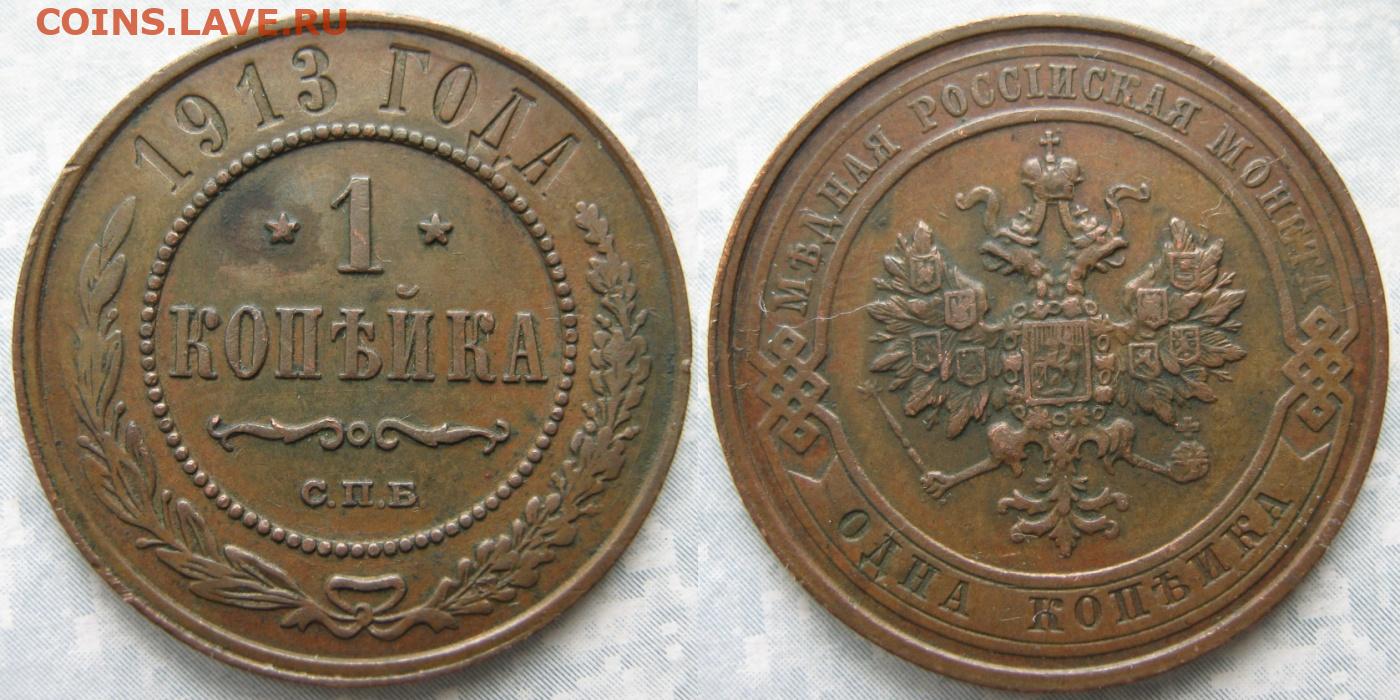 COINS.LAVE.RU
1913 ГОДА
1
КОПѢЙКА
С.П.Б.
МѢДНАЯ РОССІЙСКАЯ МОНЕТА
ОДНА КОПѢЙКА